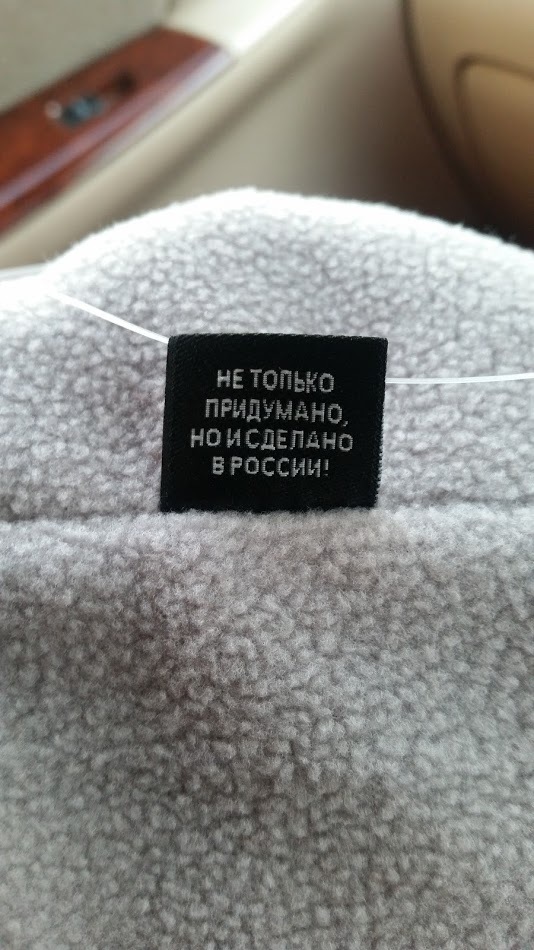 НЕ ТОЛЬКО
ПРИДУМАНО,
НО И СДЕЛАНО
В РОССИИ!